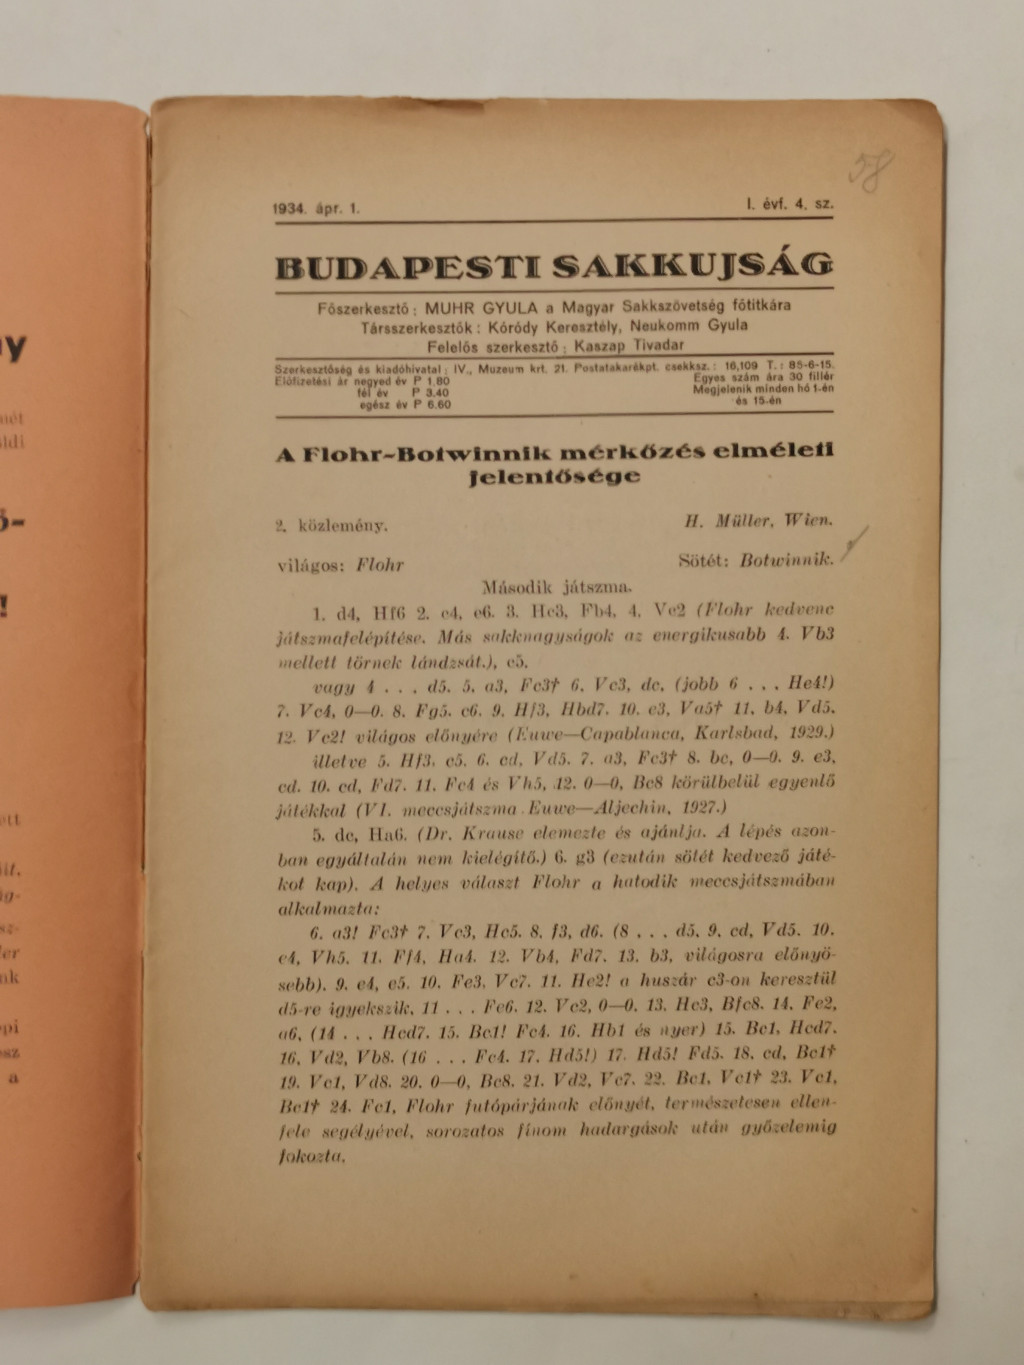 58
1934. ápr. 1.
I. évf. 4. sz.
BUDAPESTI SAKKUJSÁG
Főszerkesztő: MUHR GYULA a Magyar Sakkszövetség főtitkára
Társszerkesztők: Kóródy Keresztély, Neukomm Gyula
Felelős szerkesztő: Kaszap Tivadar
Szerkesztőség és kiadóhivatal: IV., Muzeum krt. 21. Postatakarékpt. csekksz.: 16,109 T.: 85-6-15.
Előfizetési ár negyed év P 1.80
fél év P 3.40
egész év P 6.60
Egyes szám ára 30 fillér
Megjelenik minden hó 1-én
és 15-én
A Flohr-Botwinnik mérkőzés elméleti
jelentősége
2. közlemény.
H. Müller, Wien.
világos: Flohr
Sötét: Botwinnik.
Második játszma.
1. d4, Hf6 2. c4, e6. 3. Hc3, Fb4. 4. Vc2 (Flohr kedvenc
játszmafelépítése. Más sakknagyságok az energikusabb 4. Vb3
mellett törnek lándzsát.), c5.
vagy 4 . . . d5. 5. a3, Fc3† 6. Vc3, dc. (jobb 6 . . . He4!)
7. Vc4, 0—0. 8. Fg5. c6. 9. Hf3, Hbd7. 10. e3, Va5† 11. b4, Vd5.
12. Vc2! világos előnyére (Euwe—Capablanca, Karlsbad, 1929.)
illetve 5. Hf3, c5. 6. cd, Vd5. 7. a3, Fc3† 8. bc, 0—0. 9. e3,
cd. 10. cd, Fd7. 11. Fc4 és Vh5, 12. 0—0, Bc8 körülbelül egyenlő
játékkal (VI. meccsjátszma Euwe—Aljechin, 1927.)
5. dc, Ha6. (Dr. Krause elemezte és ajánlja. A lépés azon-
ban egyáltalán nem kielégítő.) 6. g3 (ezután sötét kedvező játé-
kot kap). A helyes választ Flohr a hatodik meccsjátszmában
alkalmazta:
6. a3! Fc3† 7. Vc3, Hc5. 8. f3, d6. (8 . . . d5. 9. cd, Vd5. 10.
e4, Vh5. 11. Ff4, Ha4. 12. Vb4, Fd7. 13. b3, világosra előnyö-
sebb). 9. e4, e5. 10. Fe3, Vc7. 11. He2! a huszár c3-on keresztül
d5-re igyekszik, 11 . . . Fe6. 12. Vc2, 0—0. 13. Hc3, Bfc8. 14. Fe2,
a6, (14 . . . Hcd7. 15. Bc1! Fc4. 16. Hb1 és nyer) 15. Bc1, Hcd7.
16. Vd2, Vb8. (16 . . . Fc4. 17. Hd5!) 17. Hd5! Fd5. 18. cd, Bc1†
19. Vc1, Vd8. 20. 0—0, Bc8. 21. Vd2, Vc7. 22. Bc1, Vc1† 23. Vc1,
Bc1† 24. Fc1, Flohr futópárjának előnyét, természetesen ellen-
fele segélyével, sorozatos finom hadargások után győzelemig
fokozta.